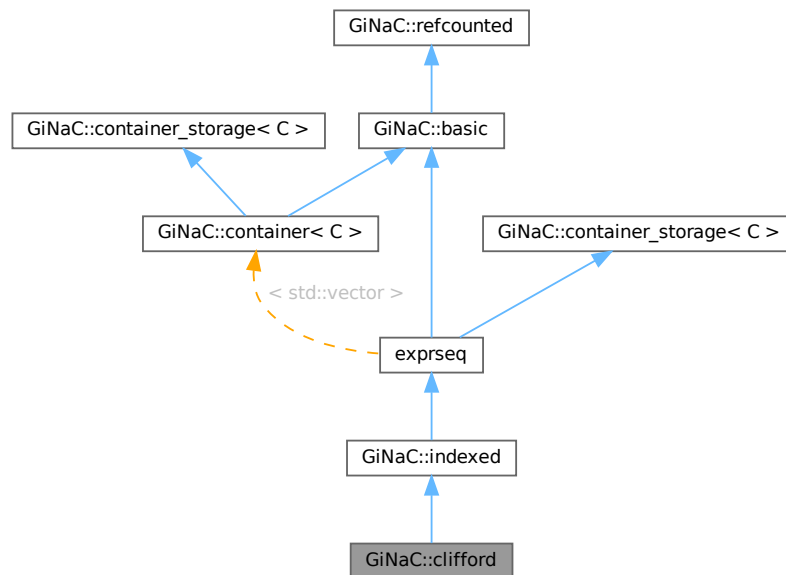 GiNaC::refcounted
GiNaC::container_storage< C >
GiNaC::basic
GiNaC::container< C >
GiNaC::container_storage< C >
< std::vector >
exprseq
GiNaC::indexed
GiNaC::clifford